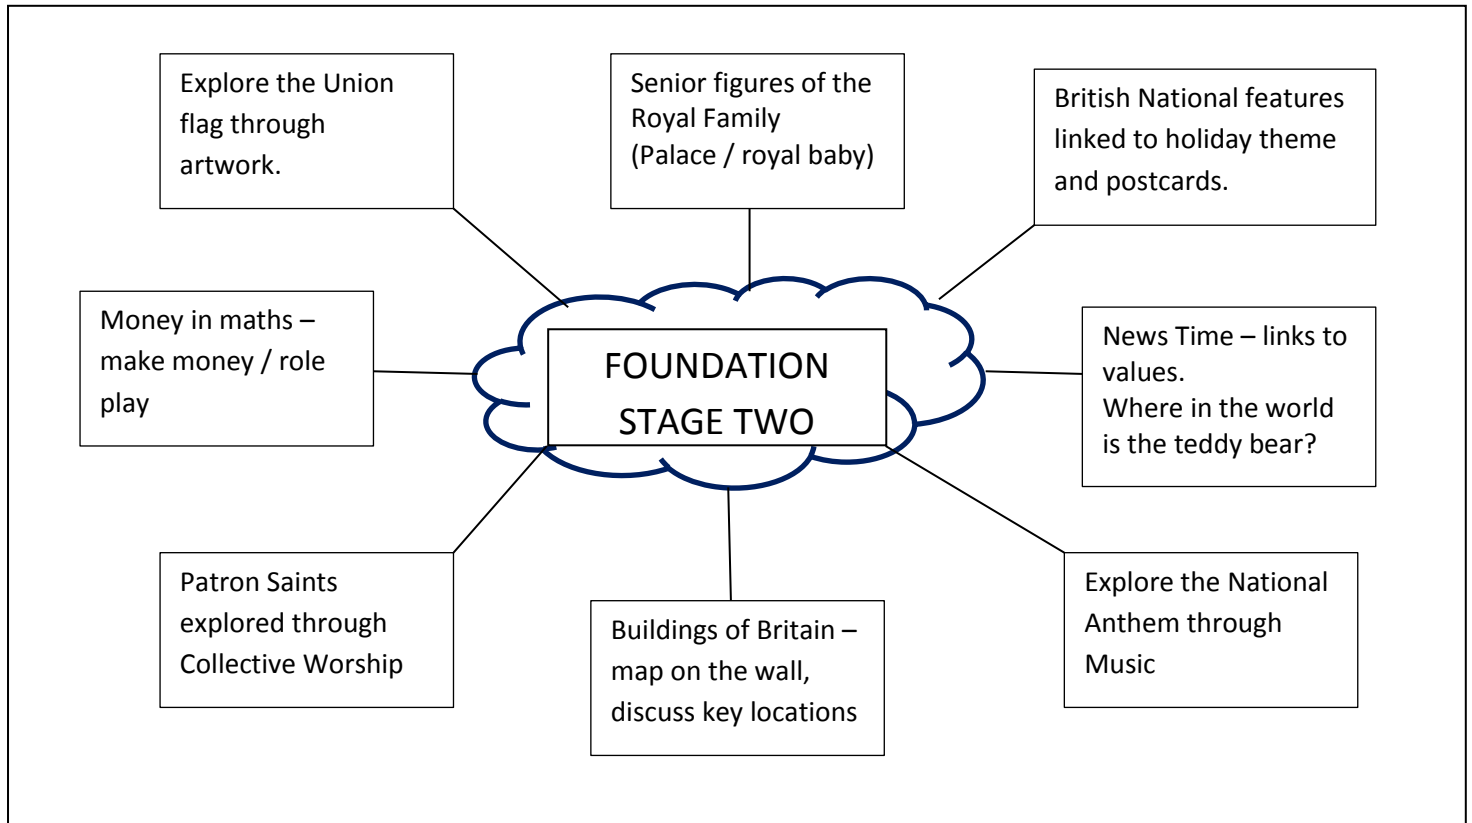 Explore the Union
flag through
artwork.
Senior figures of the
Royal Family
(Palace / royal baby)
British National features
linked to holiday theme
and postcards.
Money in maths –
make money / role
play
FOUNDATION
STAGE TWO
News Time – links to
values.
Where in the world
is the teddy bear?
Patron Saints
explored through
Collective Worship
Buildings of Britain –
map on the wall,
discuss key locations
Explore the National
Anthem through
Music